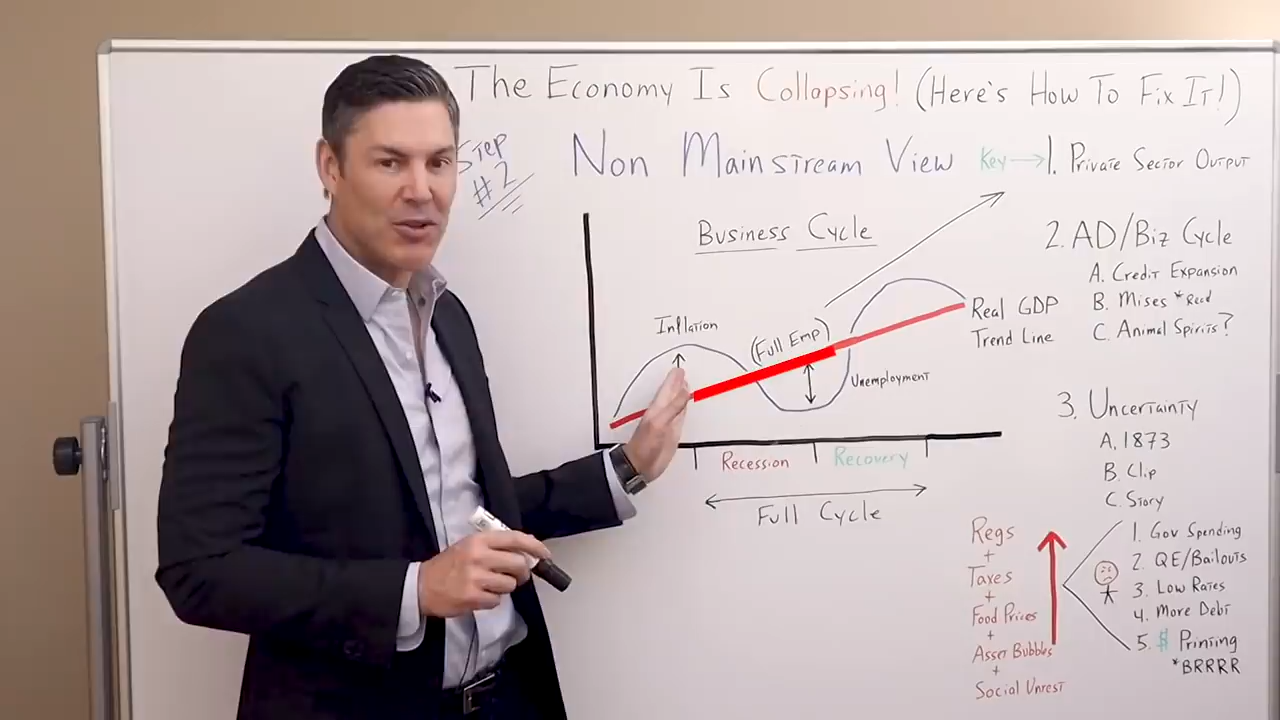 The Economy Is Collapsing! (Here's How To Fix It!)
Step
#2
Non Mainstream View
Key → 1. Private Sector Output
Business Cycle
2. AD/Biz Cycle
A. Credit Expansion
B. Mises *Read
C. Animal Spirits?
Inflation
(Full Emp)
Real GDP
Trend Line
Unemployment
Recession
Recovery
Full Cycle
3. Uncertainty
A. 1873
B. Clip
C. Story
Regs
+
Taxes
+
Food Prices
+
Asset Bubbles
+
Social Unrest
1. Gov Spending
2. QE/Bailouts
3. Low Rates
4. More Debt
5. $ Printing
*BRRRR